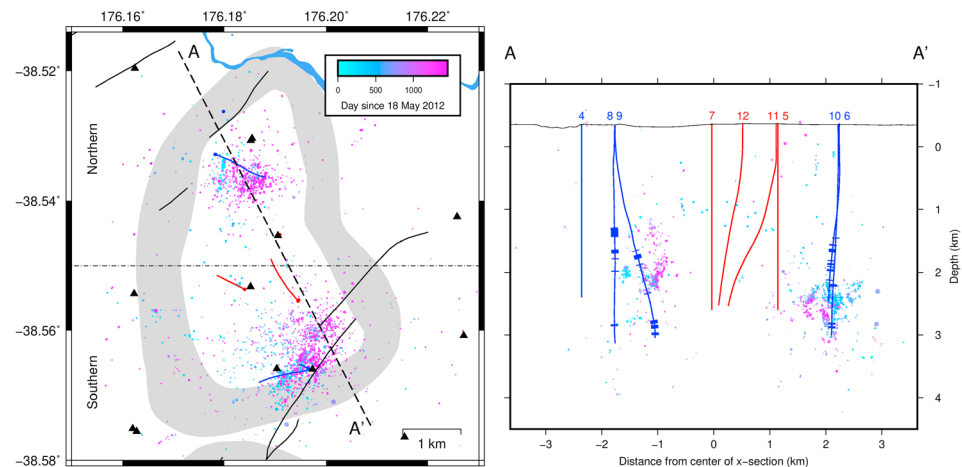 176.16° 176.18° 176.20° 176.22°
−38.52°
−38.54°
−38.56°
−38.58°
Northern
Southern
A
A'
0 500 1000
Day since 18 May 2012
1 km
A A'
4 8 9 7 12 11 5 10 6
−1
0
1
2
3
4
Depth (km)
−3 −2 −1 0 1 2 3
Distance from center of x−section (km)